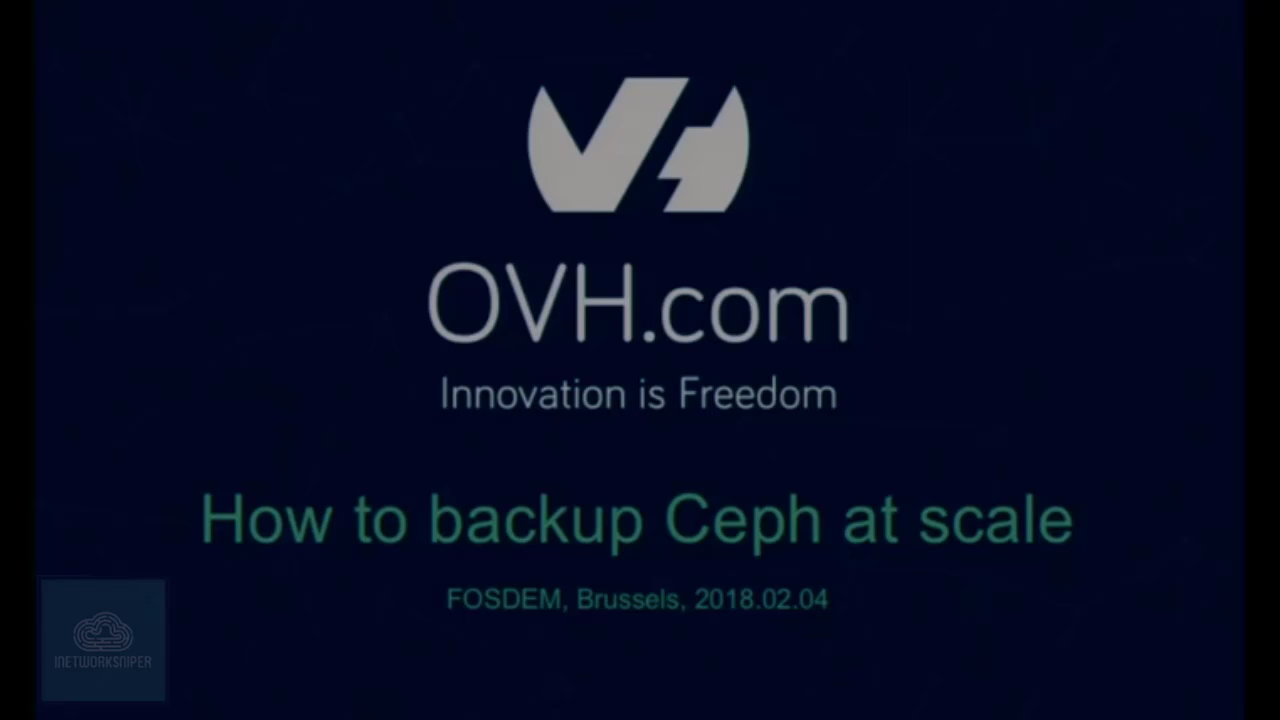 OVH.com
Innovation is Freedom
How to backup Ceph at scale
FOSDEM, Brussels, 2018.02.04
INETWORKSNIPER